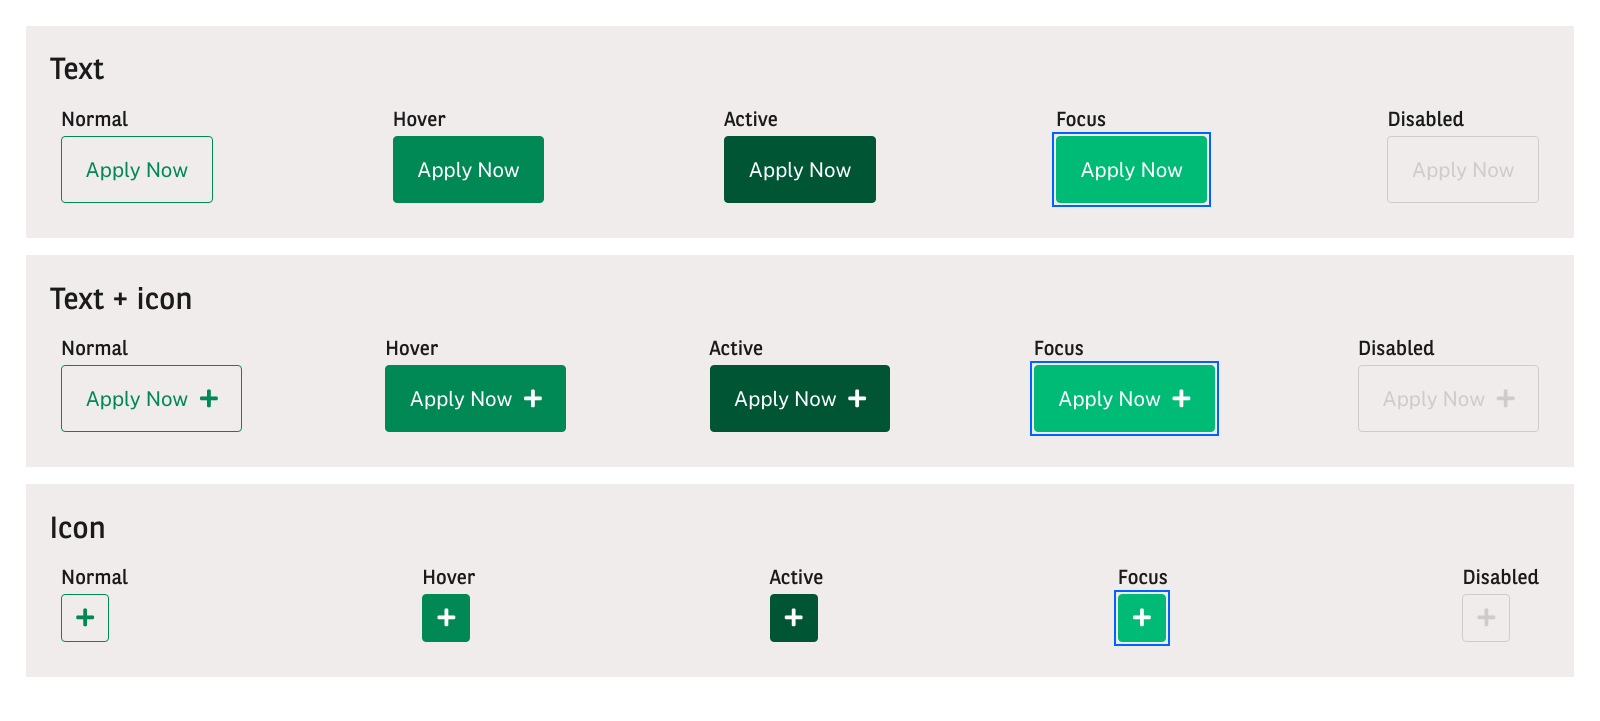 Text
Normal Hover Active Focus Disabled
Apply Now Apply Now Apply Now Apply Now Apply Now
Text + icon
Normal Hover Active Focus Disabled
Apply Now + Apply Now + Apply Now + Apply Now + Apply Now +
Icon
Normal Hover Active Focus Disabled
+ + + + +